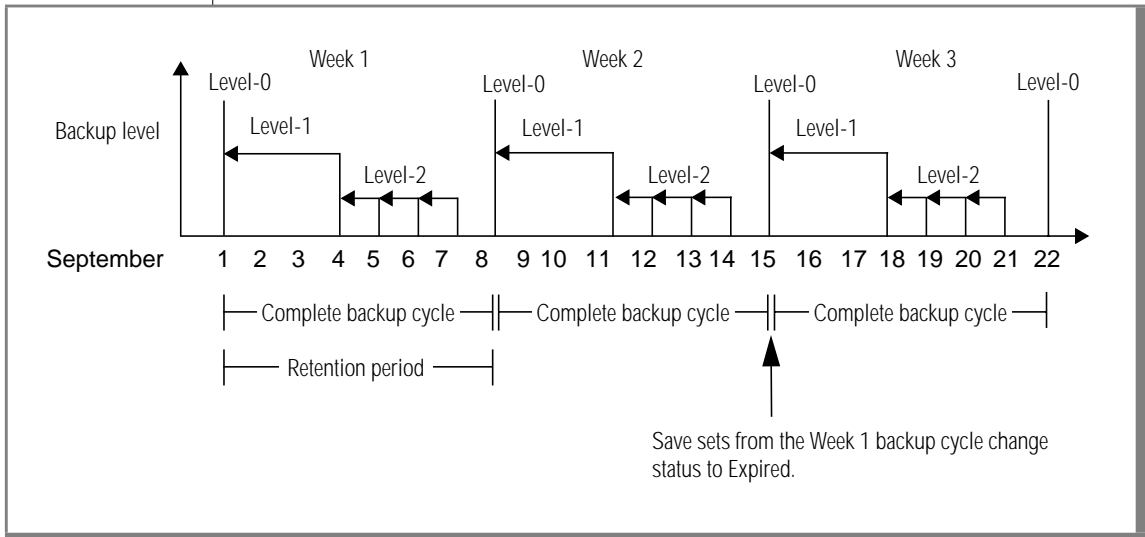 Week 1 Week 2 Week 3
Level-0 Level-0 Level-0 Level-0
Backup level
Level-1 Level-1 Level-1
Level-2 Level-2 Level-2
September 1 2 3 4 5 6 7 8 9 10 11 12 13 14 15 16 17 18 19 20 21 22
Complete backup cycle Complete backup cycle Complete backup cycle
Retention period
Save sets from the Week 1 backup cycle change
status to Expired.